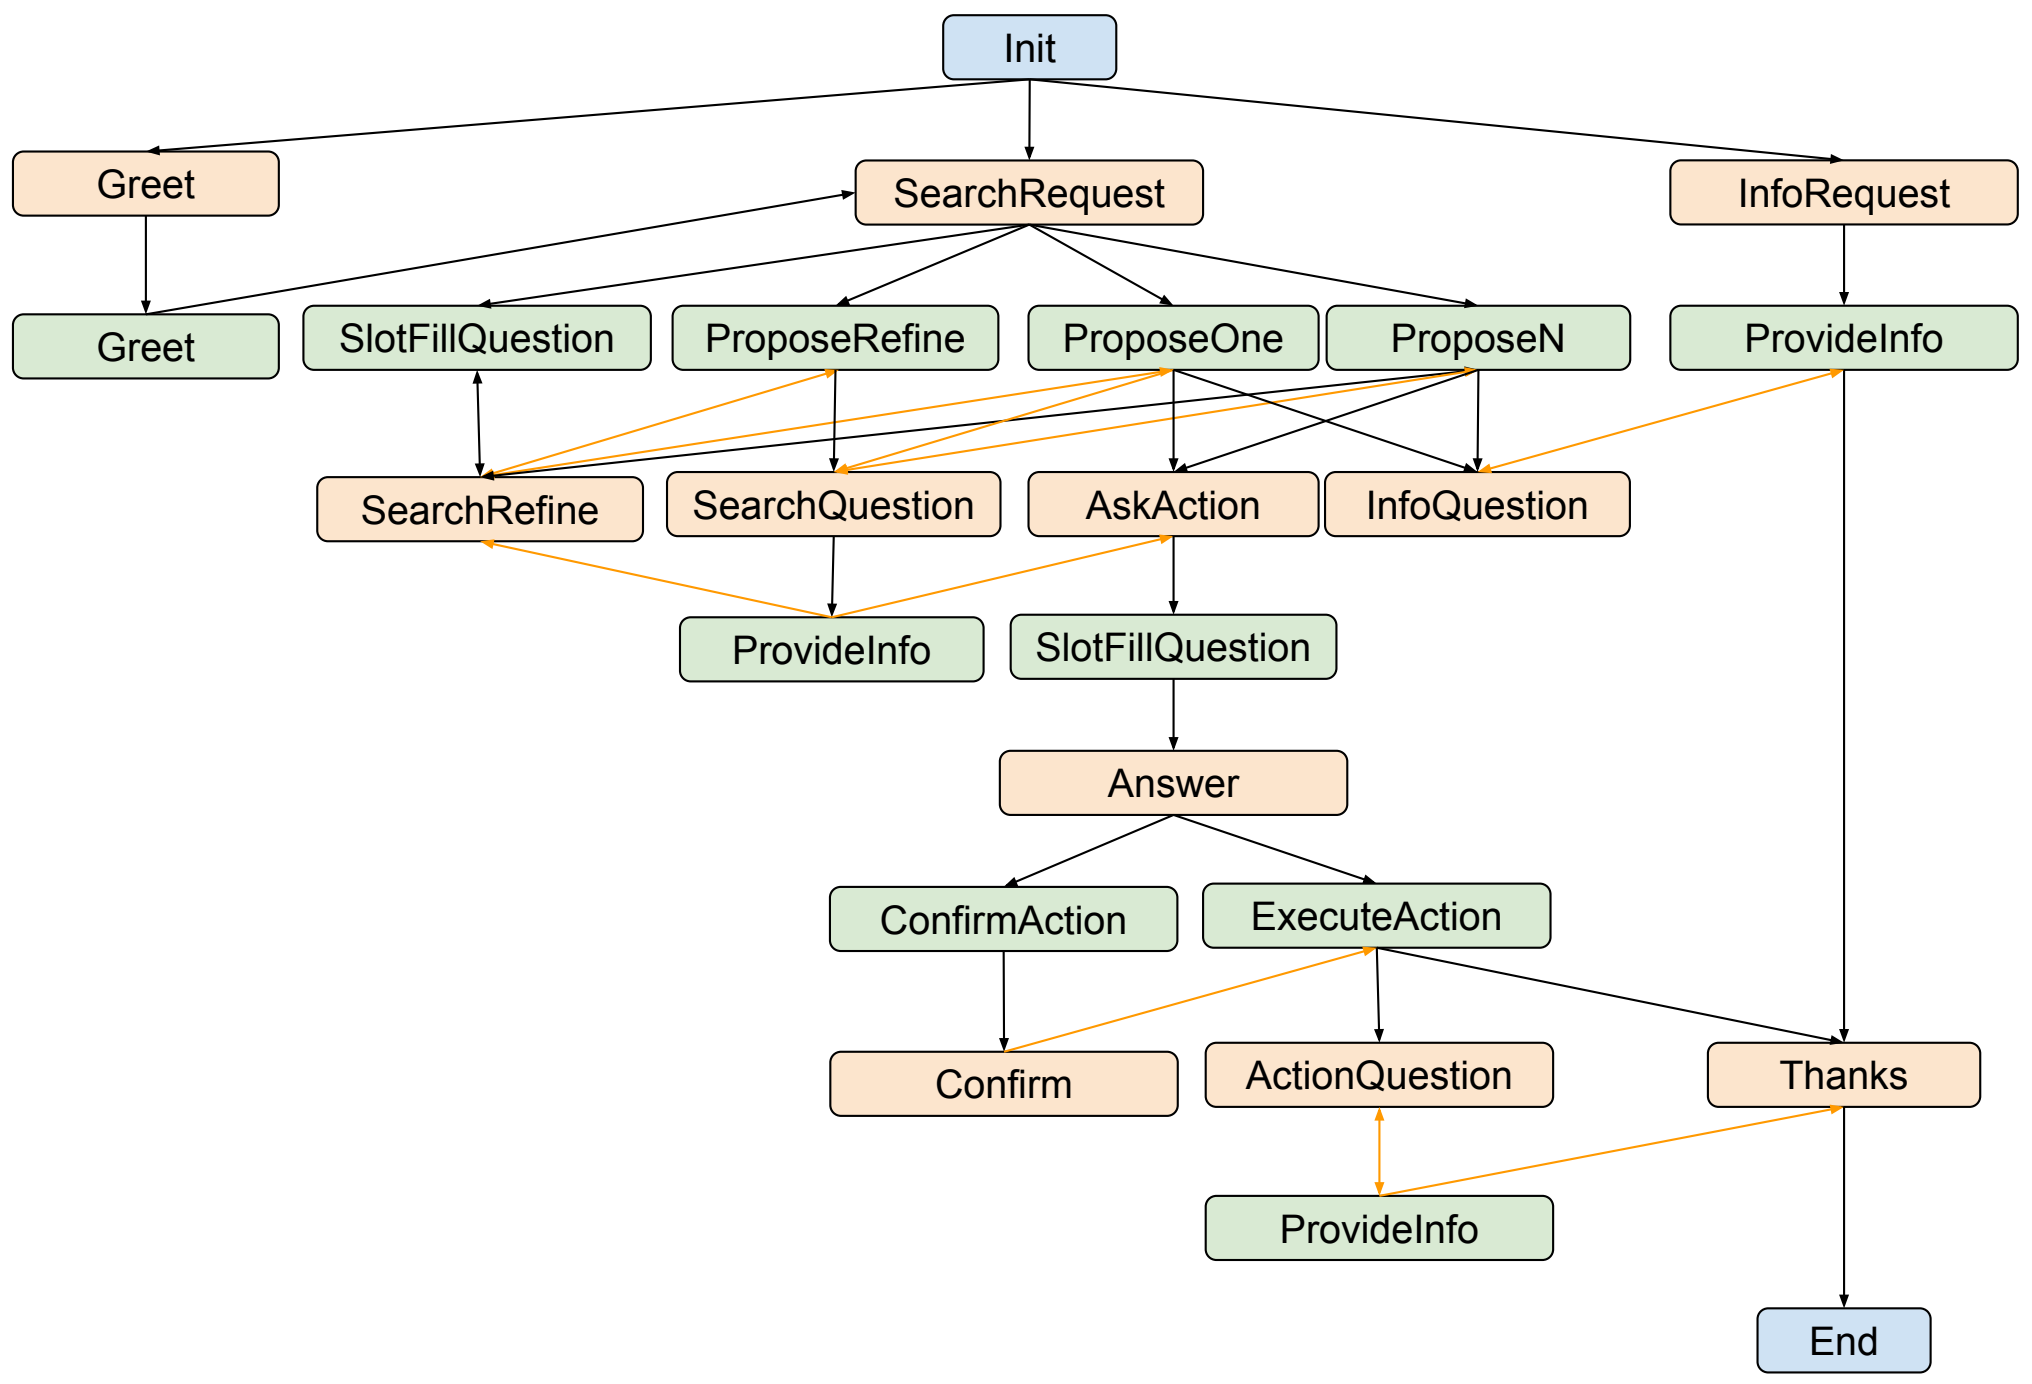 Init
Greet
SearchRequest
InfoRequest
Greet
SlotFillQuestion
ProposeRefine
ProposeOne
ProposeN
ProvideInfo
SearchRefine
SearchQuestion
AskAction
InfoQuestion
ProvideInfo
SlotFillQuestion
Answer
ConfirmAction
ExecuteAction
Confirm
ActionQuestion
Thanks
ProvideInfo
End